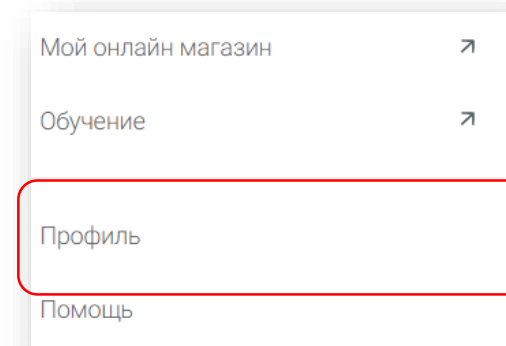 Мой онлайн магазин
Обучение
Профиль
Помощь